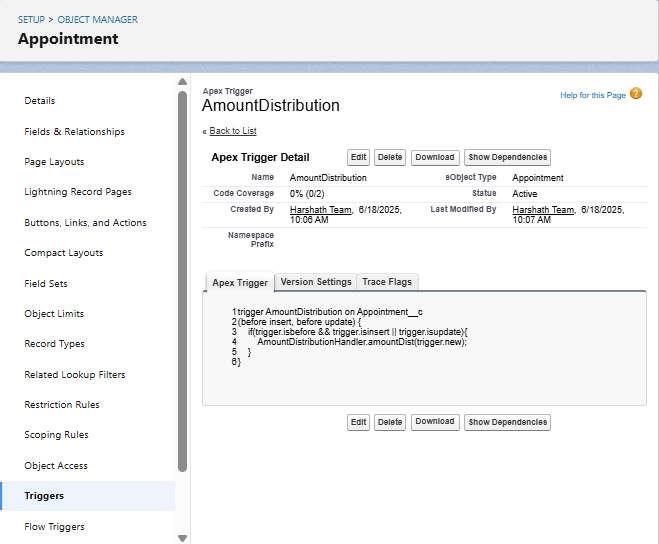 SETUP > OBJECT MANAGER
Appointment
Details
Fields & Relationships
Page Layouts
Lightning Record Pages
Buttons, Links, and Actions
Compact Layouts
Field Sets
Object Limits
Record Types
Related Lookup Filters
Restriction Rules
Scoping Rules
Object Access
Triggers
Flow Triggers
Apex Trigger
AmountDistribution
Help for this Page ?
« Back to List
Apex Trigger Detail Edit Delete Download Show Dependencies
Name AmountDistribution sObject Type Appointment
Code Coverage 0% (0/2) Status Active
Created By Harshath Team, 6/18/2025, 10:06 AM Last Modified By Harshath Team, 6/18/2025, 10:07 AM
Namespace Prefix
Apex Trigger Version Settings Trace Flags
1 trigger AmountDistribution on Appointment__c
2 (before insert, before update) {
3 if(trigger.isbefore && trigger.isinsert || trigger.isupdate){
4 AmountDistributionHandler.amountDist(trigger.new);
5 }
6 }
Edit Delete Download Show Dependencies